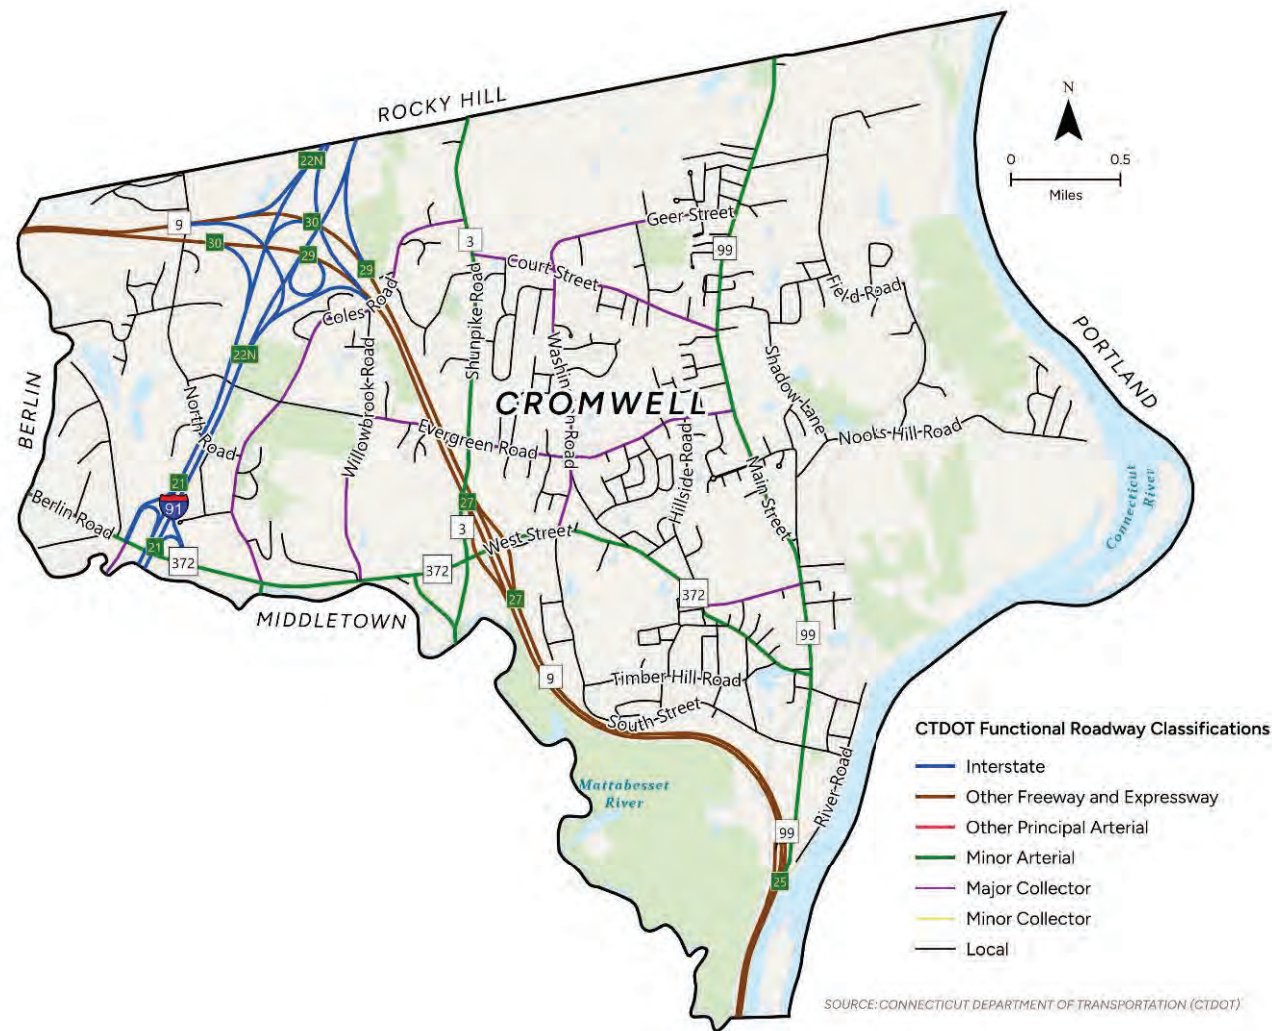 ROCKY HILL
N
0
0.5
Miles
22N
9
30
30
29
29
3
99
Geer Street
Court Street
Field-Road
Coles Road
22N
Shunpike Road
Willowbrook-Road
North Road
BERLIN
PORTLAND
Shadow-Lane
CROMWELL
Evergreen Road
Hillside-Road
Nooks-Hill-Road
Main-Street
21
91
Berlin-Road
21
372
27
3
West-Street
372
372
27
MIDDLETOWN
Connecticut
River
99
9
Timber Hill-Road
South-Street
Mattabesset
River
River-Road
99
25
CTDOT Functional Roadway Classifications
Interstate
Other Freeway and Expressway
Other Principal Arterial
Minor Arterial
Major Collector
Minor Collector
Local
SOURCE: CONNECTICUT DEPARTMENT OF TRANSPORTATION (CTDOT)